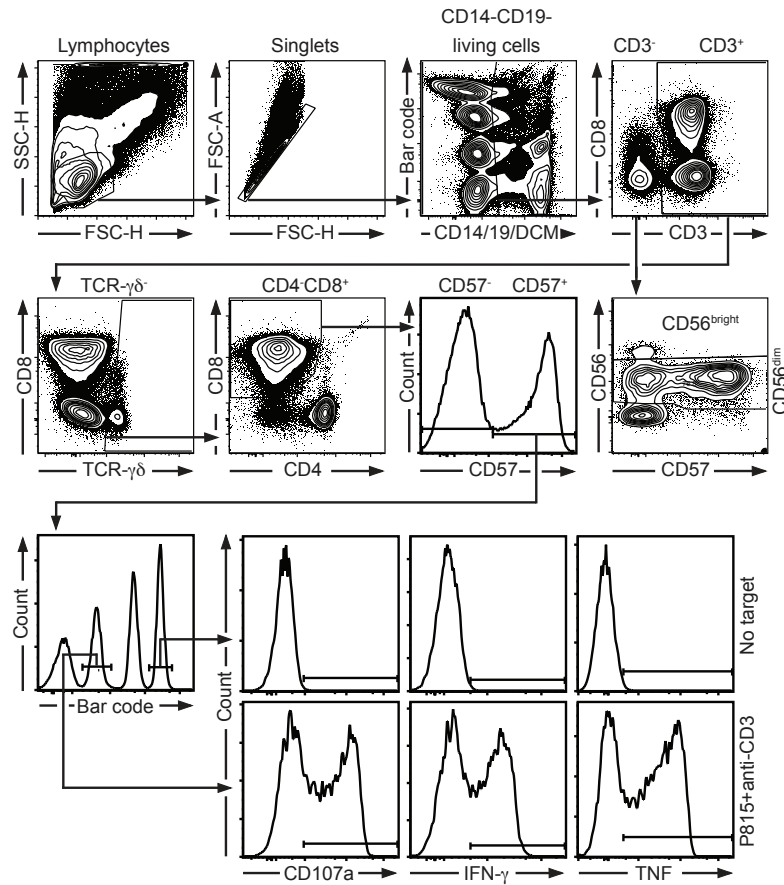 CD14-CD19-
Lymphocytes
Singlets
living cells
CD3⁻
CD3⁺
SSC-H
FSC-H
FSC-A
FSC-H
Bar code
CD14/19/DCM
CD8
CD3
TCR-γδ⁻
CD4⁻CD8⁺
CD57⁻
CD57⁺
CD8
TCR-γδ
CD8
CD4
Count
CD57
CD56
CD56ᵇʳⁱᵍʰᵗ
CD56ᵈⁱᵐ
CD57
Count
Bar code
Count
No target
P815+anti-CD3
CD107a
IFN-γ
TNF